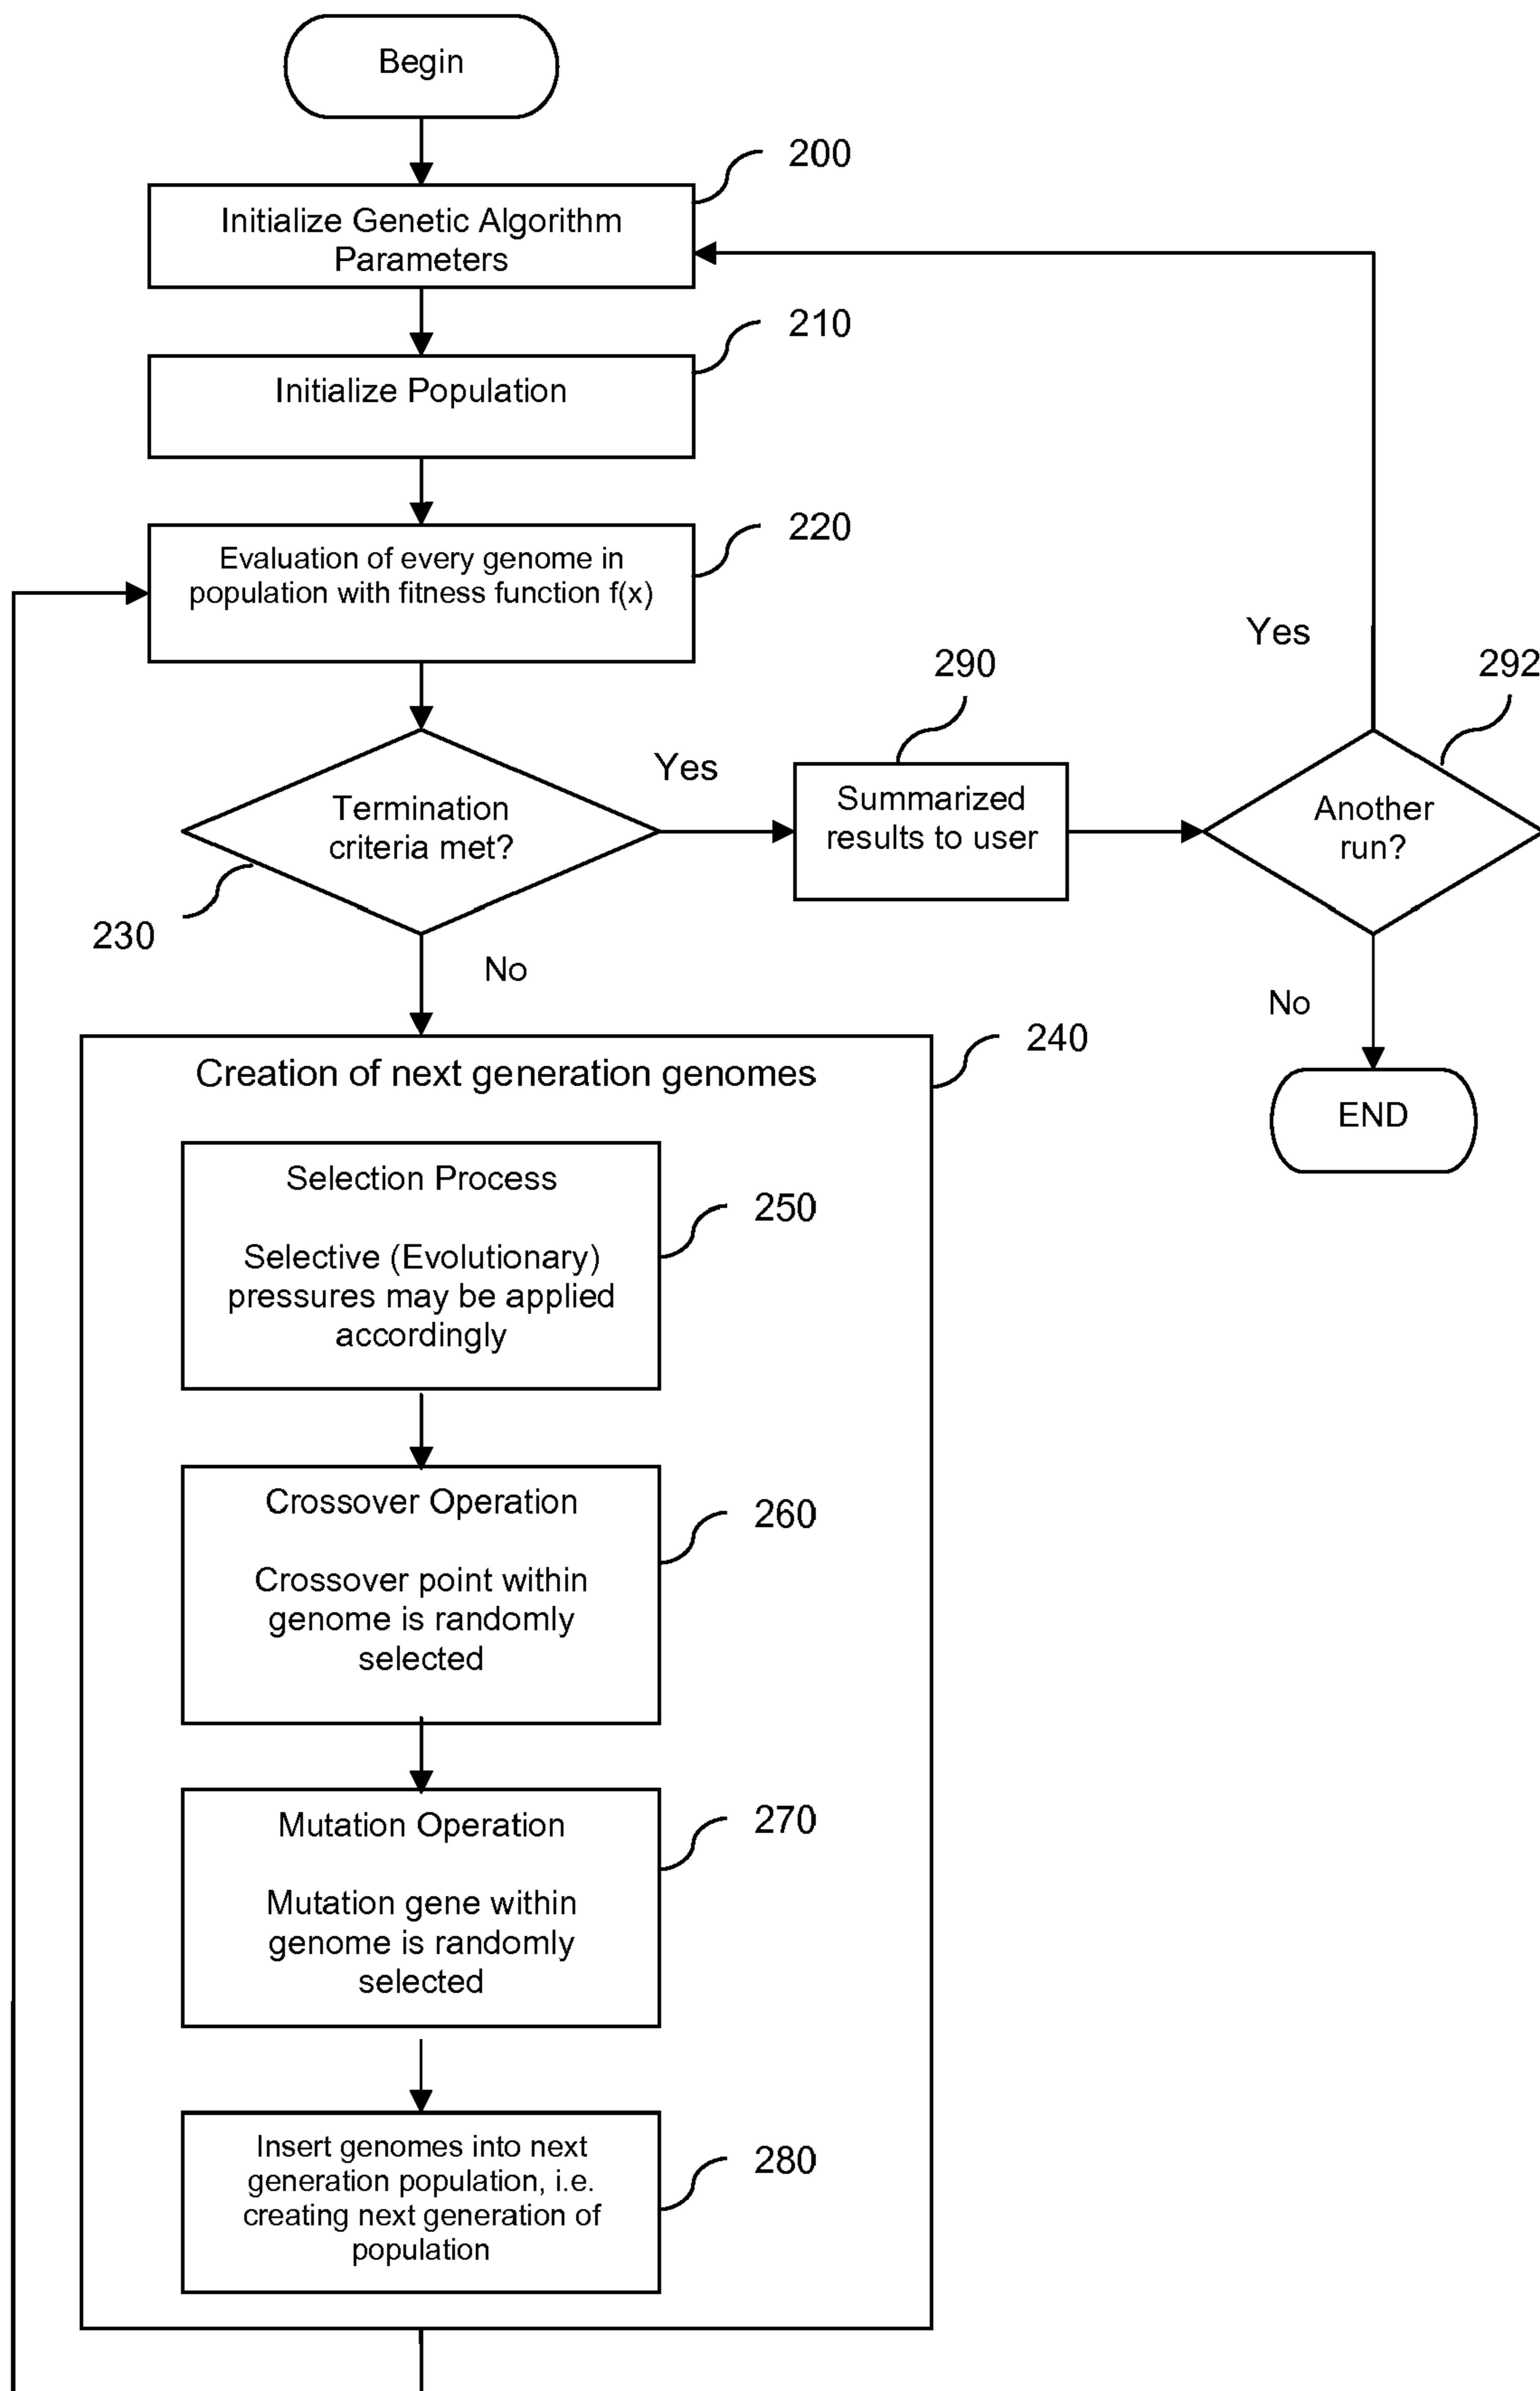 Begin
200
Initialize Genetic Algorithm
Parameters
210
Initialize Population
220
Evaluation of every genome in
population with fitness function f(x)
Yes
290
292
Yes
Termination
criteria met?
Summarized
results to user
Another
run?
230
No
No
240
Creation of next generation genomes
END
Selection Process
250
Selective (Evolutionary)
pressures may be applied
accordingly
Crossover Operation
260
Crossover point within
genome is randomly
selected
Mutation Operation
270
Mutation gene within
genome is randomly
selected
Insert genomes into next
generation population, i.e.
creating next generation of
population
280